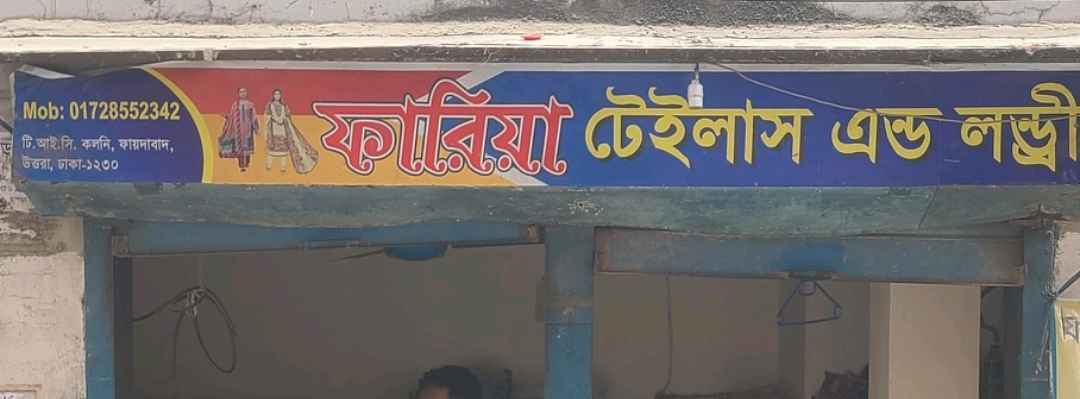 Mob: 01728552342
টি.আই.সি. কলনি, ফায়দাবাদ,
উত্তরা, ঢাকা-১২৩০
ফারিয়া টেইলাস এন্ড লন্ড্রী